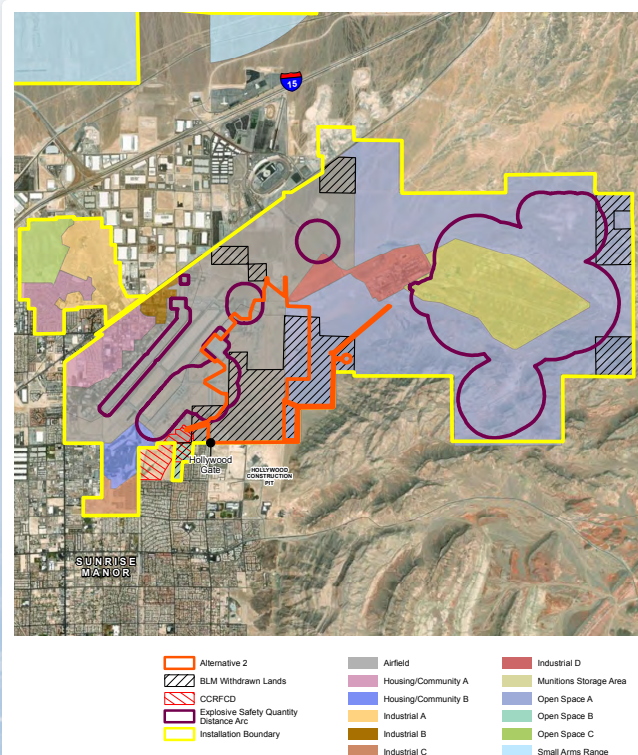 15
Hollywood
Gate
HOLLYWOOD
CONSTRUCTION
PIT
SUNRISE
MANOR
Alternative 2
BLM Withdrawn Lands
CCRFCD
Explosive Safety Quantity
Distance Arc
Installation Boundary
Airfield
Housing/Community A
Housing/Community B
Industrial A
Industrial B
Industrial C
Industrial D
Munitions Storage Area
Open Space A
Open Space B
Open Space C
Small Arms Range